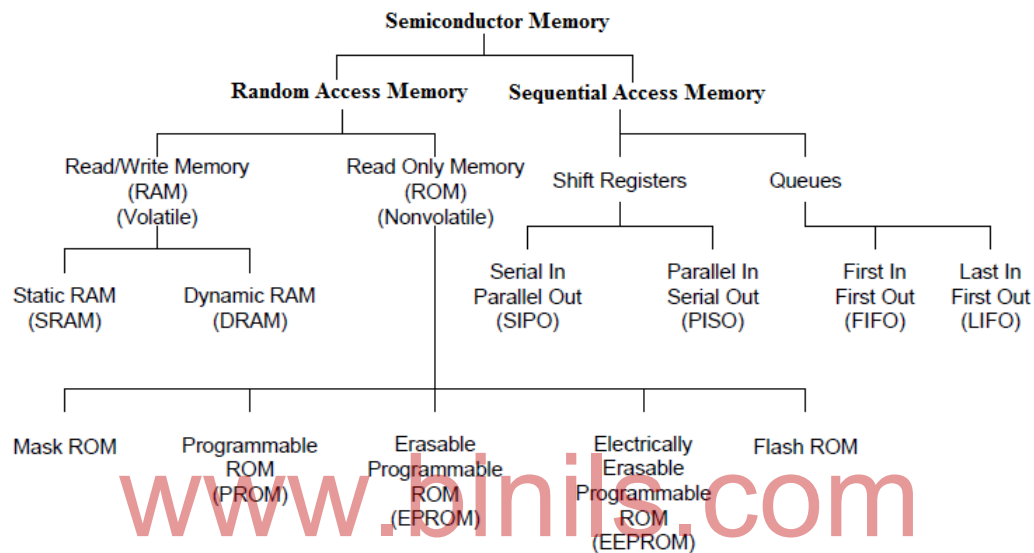 Semiconductor Memory
Random Access Memory
Sequential Access Memory
Read/Write Memory
(RAM)
(Volatile)
Read Only Memory
(ROM)
(Nonvolatile)
Shift Registers
Queues
Static RAM
(SRAM)
Dynamic RAM
(DRAM)
Serial In
Parallel Out
(SIPO)
Parallel In
Serial Out
(PISO)
First In
First Out
(FIFO)
Last In
First Out
(LIFO)
Mask ROM
Programmable
ROM
(PROM)
Erasable
Programmable
ROM
(EPROM)
Electrically
Erasable
Programmable
ROM
(EEPROM)
Flash ROM
www.blnils.com